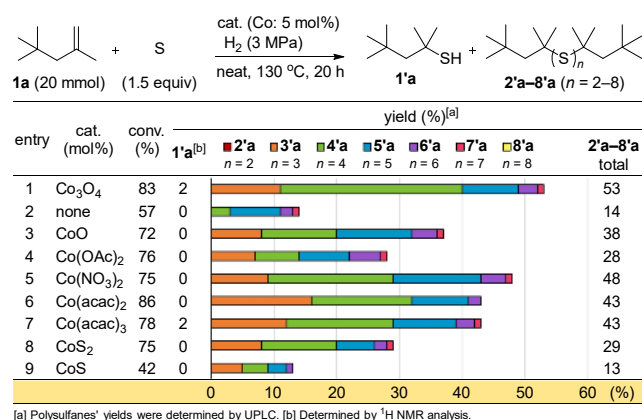 cat. (Co: 5 mol%)
H2 (3 MPa)
neat, 130 °C, 20 h
+ S
SH + (S)n
1a (20 mmol) (1.5 equiv) 1'a 2'a–8'a (n = 2–8)
entry cat. (mol%) conv. (%) 1'a[b] yield (%)[a] 2'a–8'a total
2'a 3'a 4'a 5'a 6'a 7'a 8'a
n = 2 n = 3 n = 4 n = 5 n = 6 n = 7 n = 8
1 Co3O4 83 2 53
2 none 57 0 14
3 CoO 72 0 38
4 Co(OAc)2 76 0 28
5 Co(NO3)2 75 0 48
6 Co(acac)2 86 0 43
7 Co(acac)3 78 2 43
8 CoS2 75 0 29
9 CoS 42 0 13
0 10 20 30 40 50 60 (%)
[a] Polysulfanes' yields were determined by UPLC. [b] Determined by 1H NMR analysis.